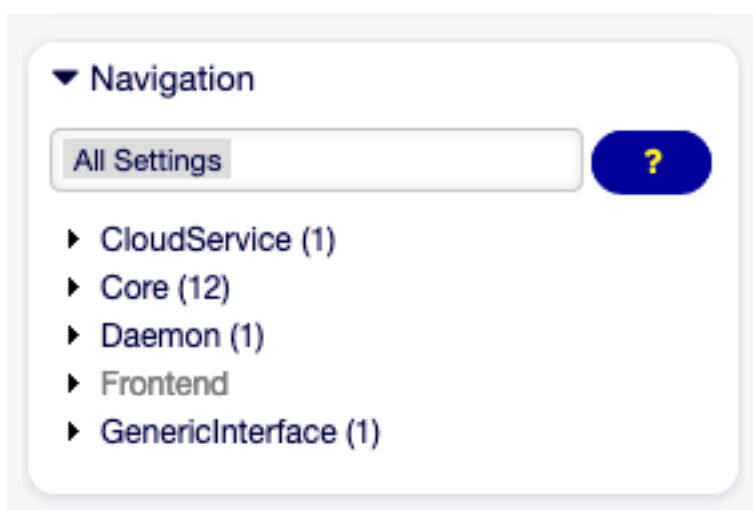 Navigation
All Settings
?
CloudService (1)
Core (12)
Daemon (1)
Frontend
GenericInterface (1)